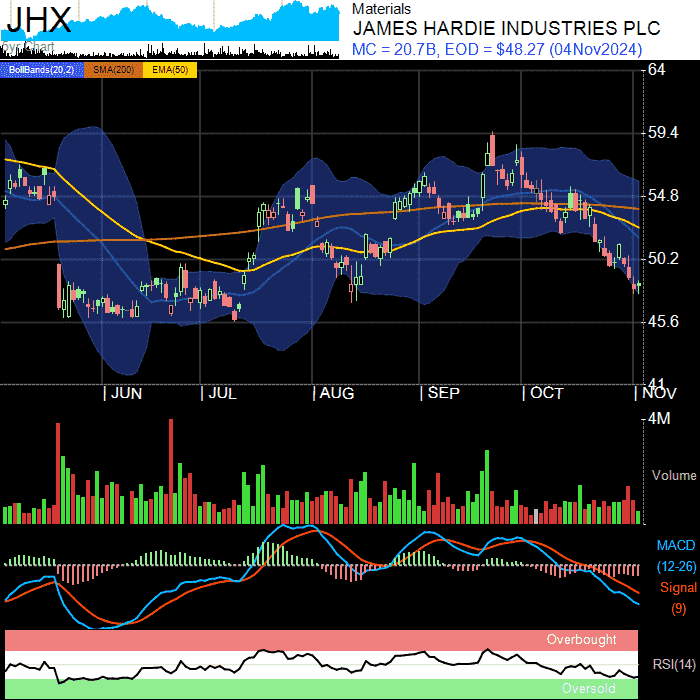 JHX
Materials
JAMES HARDIE INDUSTRIES PLC
MC = 20.7B, EOD = $48.27 (04Nov2024)
BollBands(20,2) SMA(200) EMA(50)
64
59.4
54.8
50.2
45.6
41
JUN JUL AUG SEP OCT NOV
4M
Volume
MACD
(12-26)
Signal
(9)
Overbought
RSI(14)
Oversold